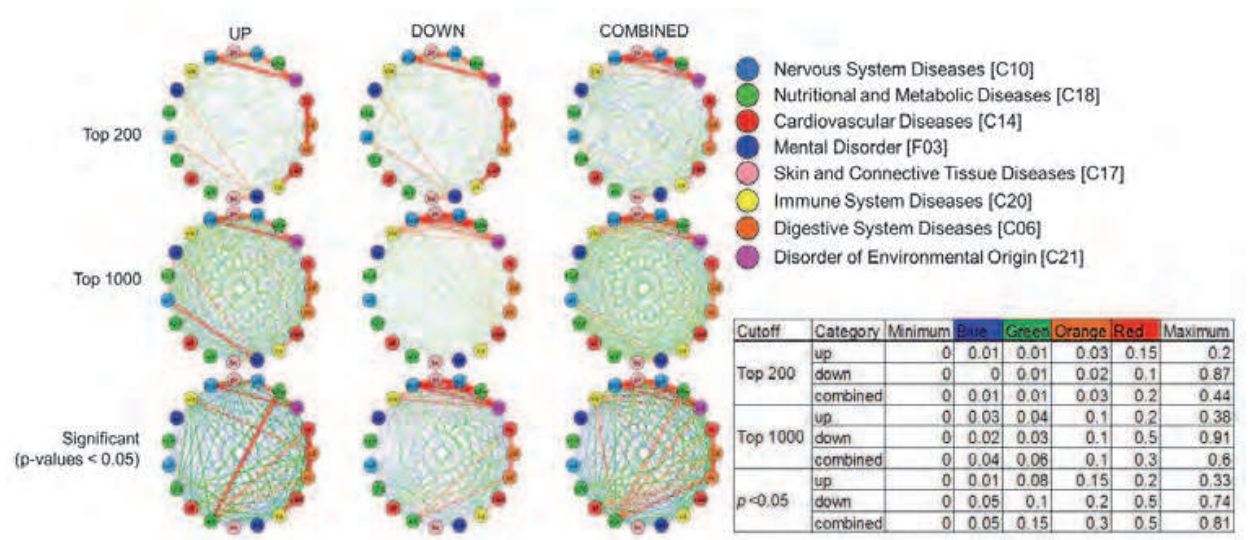 UP DOWN COMBINED
Top 200
Top 1000
Significant
(p-values < 0.05)
Nervous System Diseases [C10]
Nutritional and Metabolic Diseases [C18]
Cardiovascular Diseases [C14]
Mental Disorder [F03]
Skin and Connective Tissue Diseases [C17]
Immune System Diseases [C20]
Digestive System Diseases [C06]
Disorder of Environmental Origin [C21]
Cutoff Category Minimum Blue Green Orange Red Maximum
Top 200 up 0 0.01 0.01 0.03 0.15 0.2
down 0 0 0.01 0.02 0.1 0.87
combined 0 0.01 0.01 0.03 0.2 0.44
Top 1000 up 0 0.03 0.04 0.1 0.2 0.38
down 0 0.02 0.03 0.1 0.5 0.91
combined 0 0.04 0.06 0.1 0.3 0.6
p<0.05 up 0 0.01 0.08 0.15 0.2 0.33
down 0 0.05 0.1 0.2 0.5 0.74
combined 0 0.05 0.15 0.3 0.5 0.81